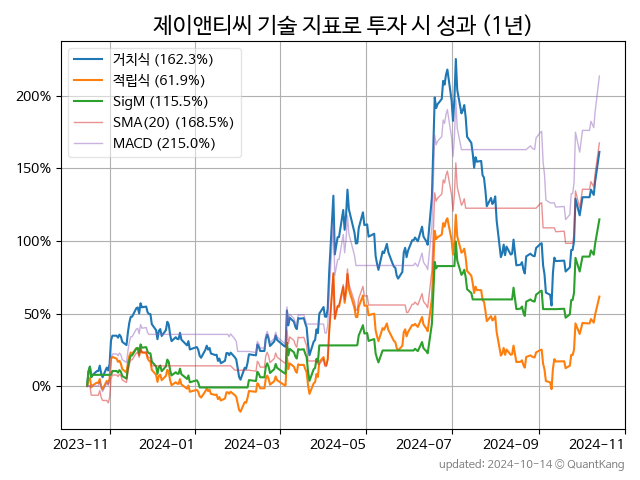 제이앤티씨 기술 지표로 투자 시 성과 (1년)
거치식 (162.3%)
적립식 (61.9%)
SigM (115.5%)
SMA(20) (168.5%)
MACD (215.0%)
200%
150%
100%
50%
0%
2023-11 2024-01 2024-03 2024-05 2024-07 2024-09 2024-11
updated: 2024-10-14 © QuantKang